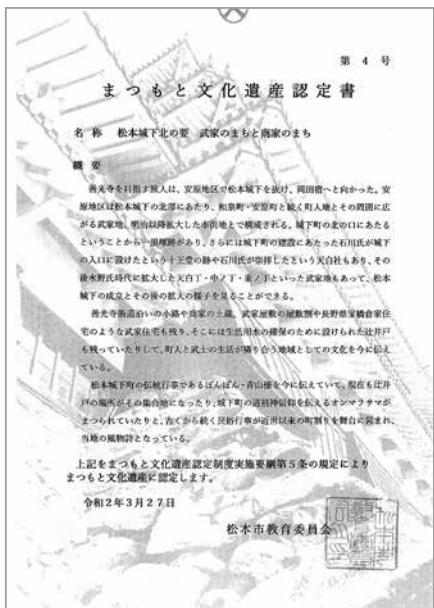 第4号
まつもと文化遺産認定書
名称　松本城下北の要　武家のまちと商家のまち
概要
善光寺を目指す旅人は、安原地区で松本城下を抜け、岡田宿へと向かった。安
原地区は松本城下の北部にあたり、和泉町・安原町と続く町人地とその周囲に広
がる武家地、明治以降拡大した市街地とで構成される。城下町の北の口にあたる
ということから一里塚跡があり、さらには城下町の建設にあたった石川氏が城下
の入口に設けたという十王堂の跡や石川氏が崇拝したという天白社もあり、その
後水野氏時代に拡大した天白丁・中ノ丁・東ノ丁といった武家地もあって、松本
城下の成立とその後の拡大の様子を見ることができる。
善光寺街道沿いの小路や商家の土蔵、武家屋敷の屋敷割や長野県宝橋倉家住
宅のような武家住宅も残り、そこには生活用水の確保のために設けられた辻井戸
も残っていたりして、町人と武士の生活が隣り合う地域としての文化を今に伝え
ている。
松本城下町の伝統行事であるぼんぼん・青山様を今に伝えていて、現在も辻井
戸の場所がその集合地になったり、城下町の道祖神信仰を伝えるオンマラサマが
まつられていたりと、古くから続く民俗行事が近世以来の町割りを舞台に営まれ、
当地の風物詩となっている。
上記をまつもと文化遺産認定制度実施要綱第5条の規定により
まつもと文化遺産に認定します。
令和2年3月27日
松本市教育委員会